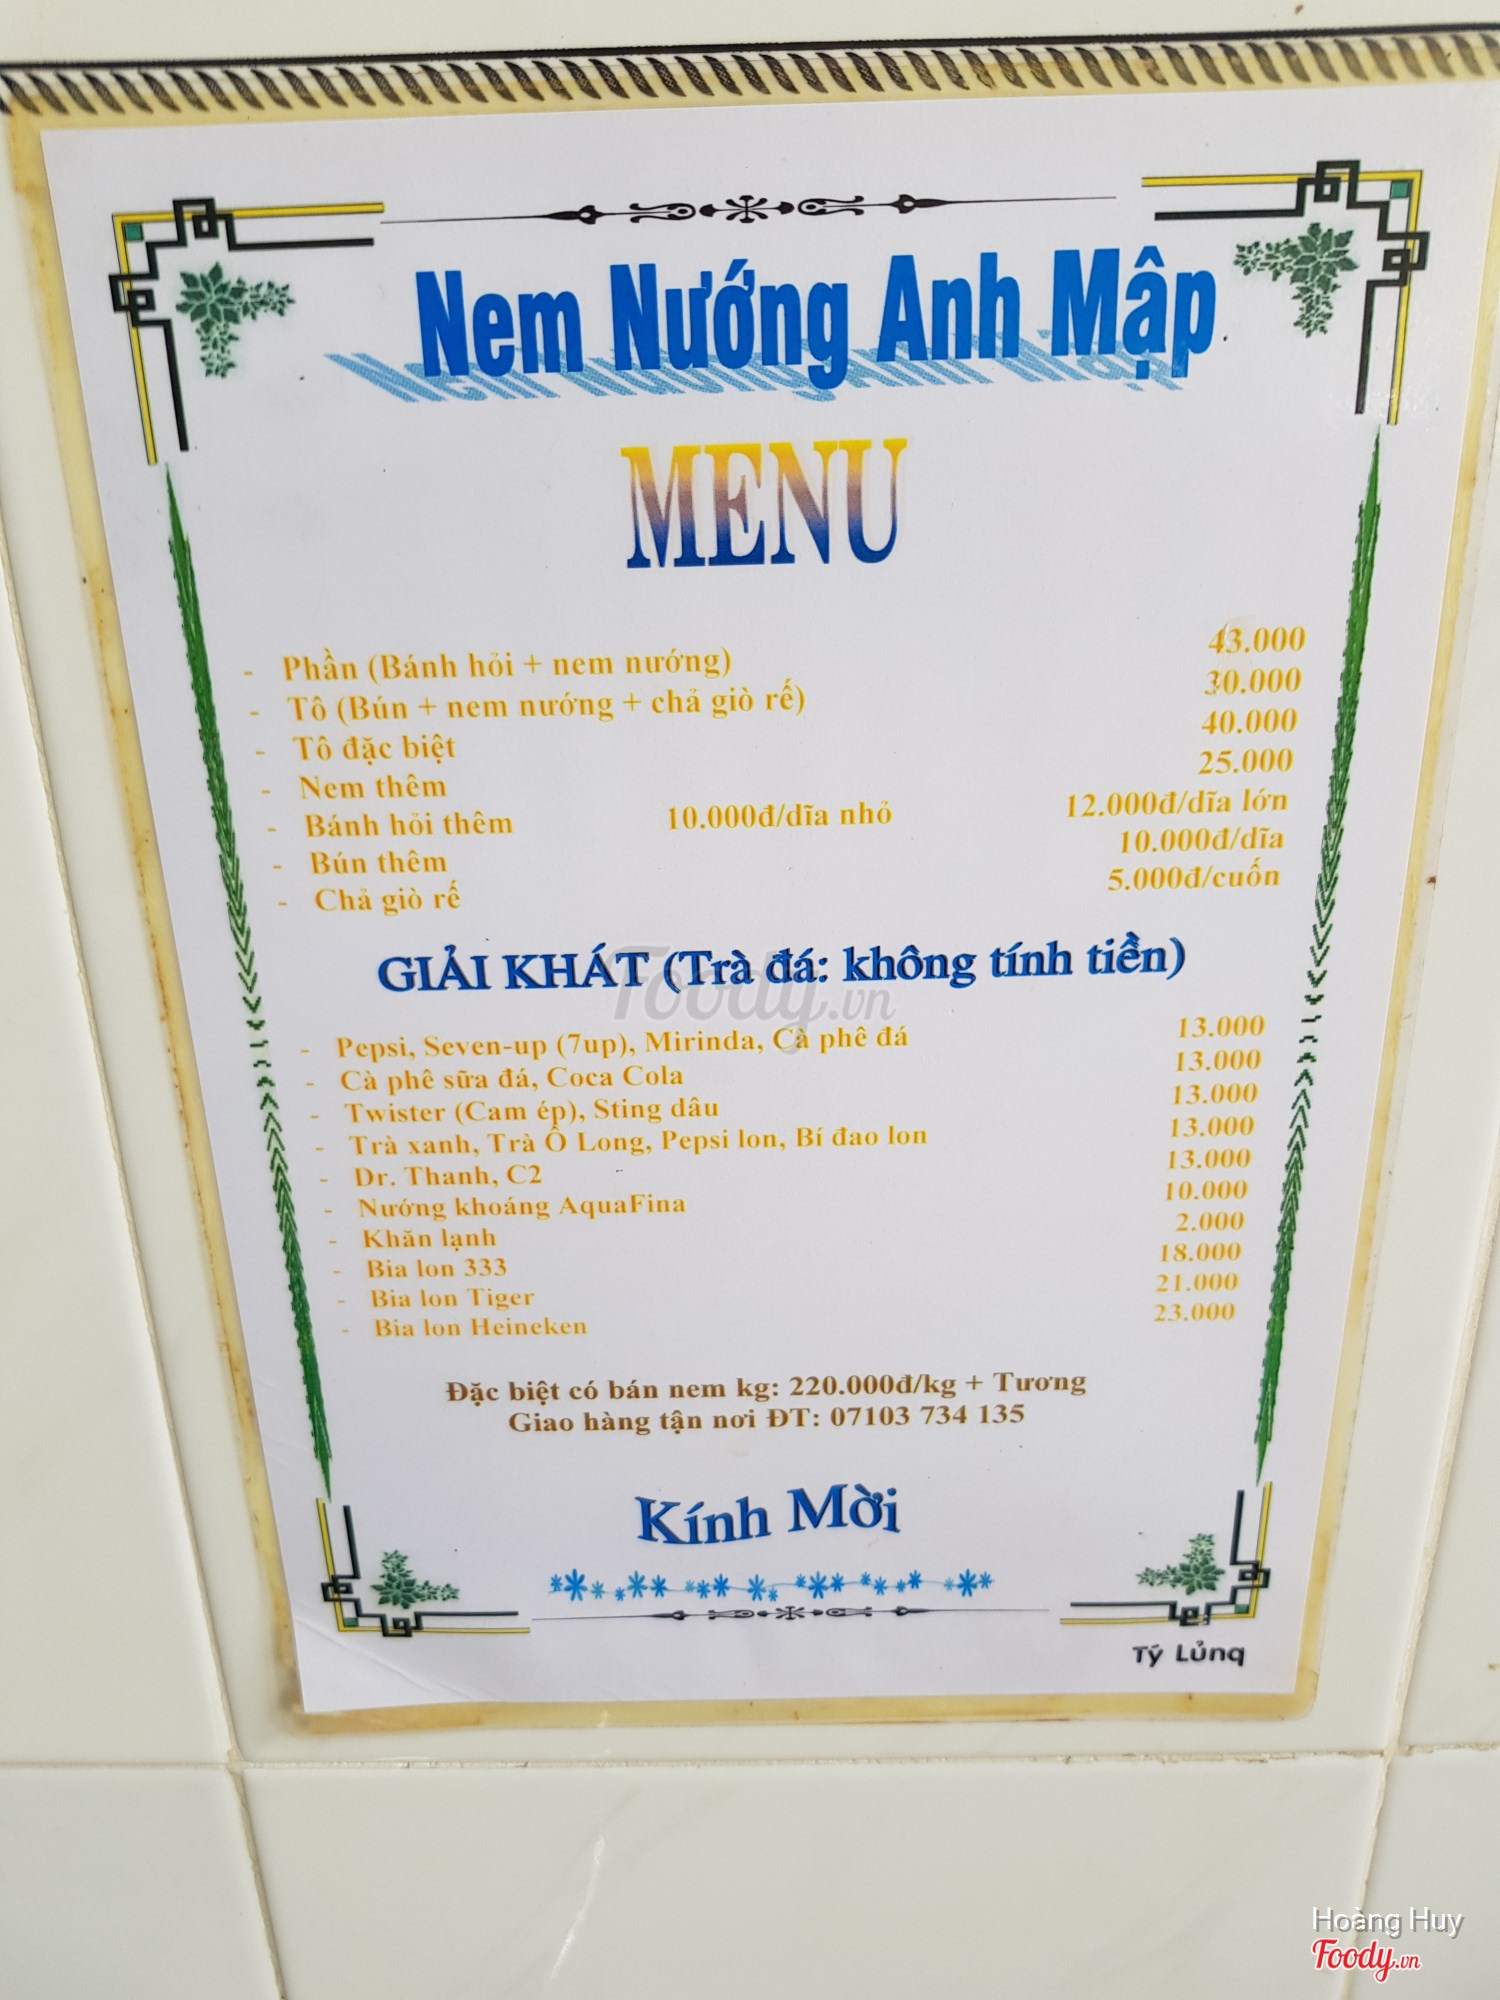 Nem Nướng Anh Mập
MENU
- Phần (Bánh hỏi + nem nướng) 43.000
- Tô (Bún + nem nướng + chả giò rế) 30.000
- Tô đặc biệt 40.000
- Nem thêm 25.000
- Bánh hỏi thêm 10.000đ/dĩa nhỏ 12.000đ/dĩa lớn
- Bún thêm 10.000đ/dĩa
- Chả giò rế 5.000đ/cuốn
GIẢI KHÁT (Trà đá: không tính tiền)
- Pepsi, Seven-up (7up), Mirinda, Cà phê đá 13.000
- Cà phê sữa đá, Coca Cola 13.000
- Twister (Cam ép), Sting dâu 13.000
- Trà xanh, Trà Ô Long, Pepsi lon, Bí đao lon 13.000
- Dr. Thanh, C2 13.000
- Nướng khoáng AquaFina 10.000
- Khăn lạnh 2.000
- Bia lon 333 18.000
- Bia lon Tiger 21.000
- Bia lon Heineken 23.000
Đặc biệt có bán nem kg: 220.000đ/kg + Tương
Giao hàng tận nơi ĐT: 07103 734 135
Kính Mời
Tý Lủng
Foody.vn
Hoàng Huy
Foody.vn